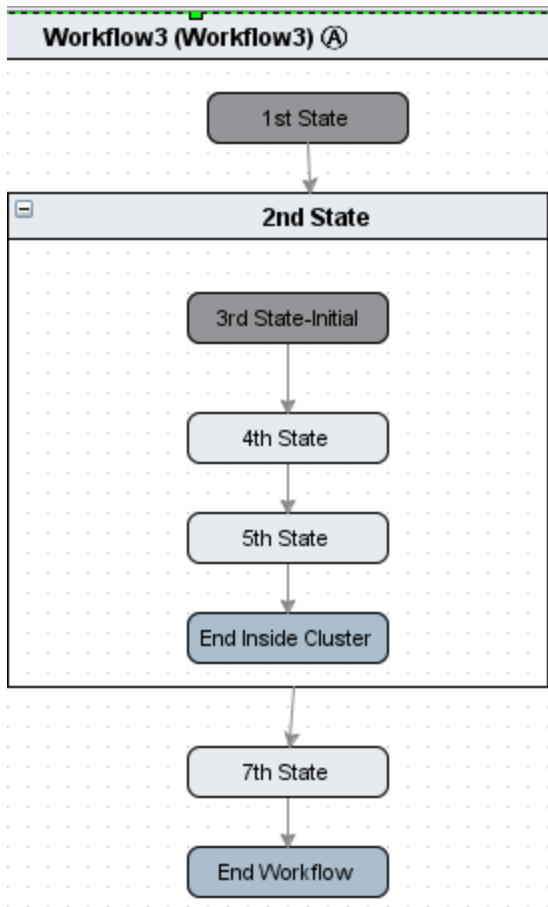 Workflow3 (Workflow3) Ⓐ
1st State
2nd State
3rd State-Initial
4th State
5th State
End Inside Cluster
7th State
End Workflow